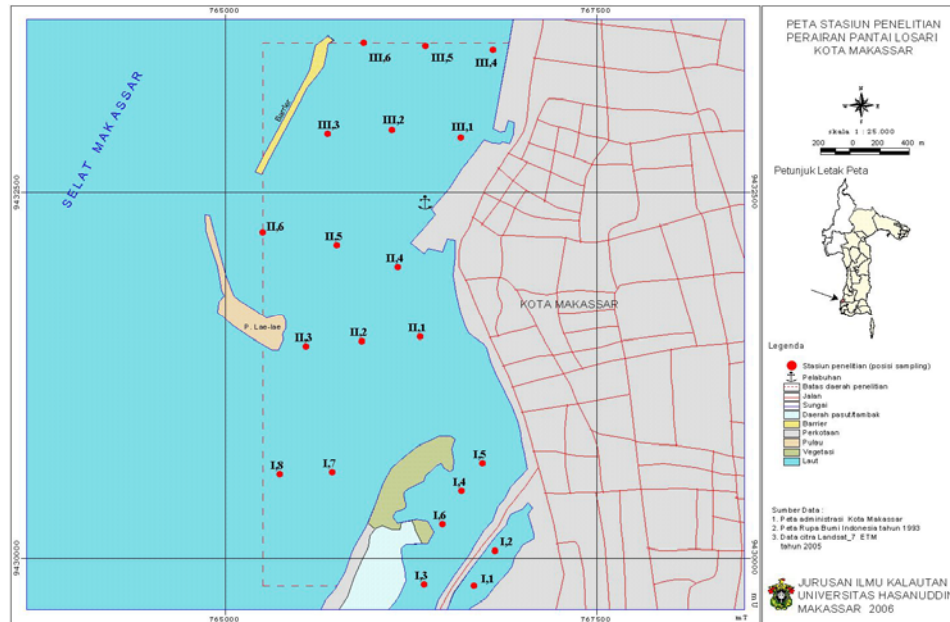 765000
767500
PETA STASIUN PENELITIAN
PERAIRAN PANTAI LOSARI
KOTA MAKASSAR
N
W
E
S
skala 1 : 25.000
200
0
200
400 m
Petunjuk Letak Peta
SELAT MAKASSAR
Barrier
III,6
III,5
III,4
III,3
III,2
III,1
9432500
9432500
II,6
II,5
II,4
KOTA MAKASSAR
P. Lae-lae
II,3
II,2
II,1
I,5
I,8
I,7
I,4
I,6
I,2
9430000
9430000
I,3
I,1
mU
765000
767500
mT
Legenda
Stasiun penelitian (posisi sampling)
Pelabuhan
Batas daerah penelitian
Jalan
Sungai
Daerah pasut/tambak
Barrier
Perkotaan
Pulau
Vegetasi
Laut
Sumber Data :
1. Peta administrasi Kota Makassar
2. Peta Rupa Bumi Indonesia tahun 1993
3. Data citra Landsat_7 ETM
tahun 2005
JURUSAN ILMU KALAUTAN
UNIVERSITAS HASANUDDIN
MAKASSAR 2006